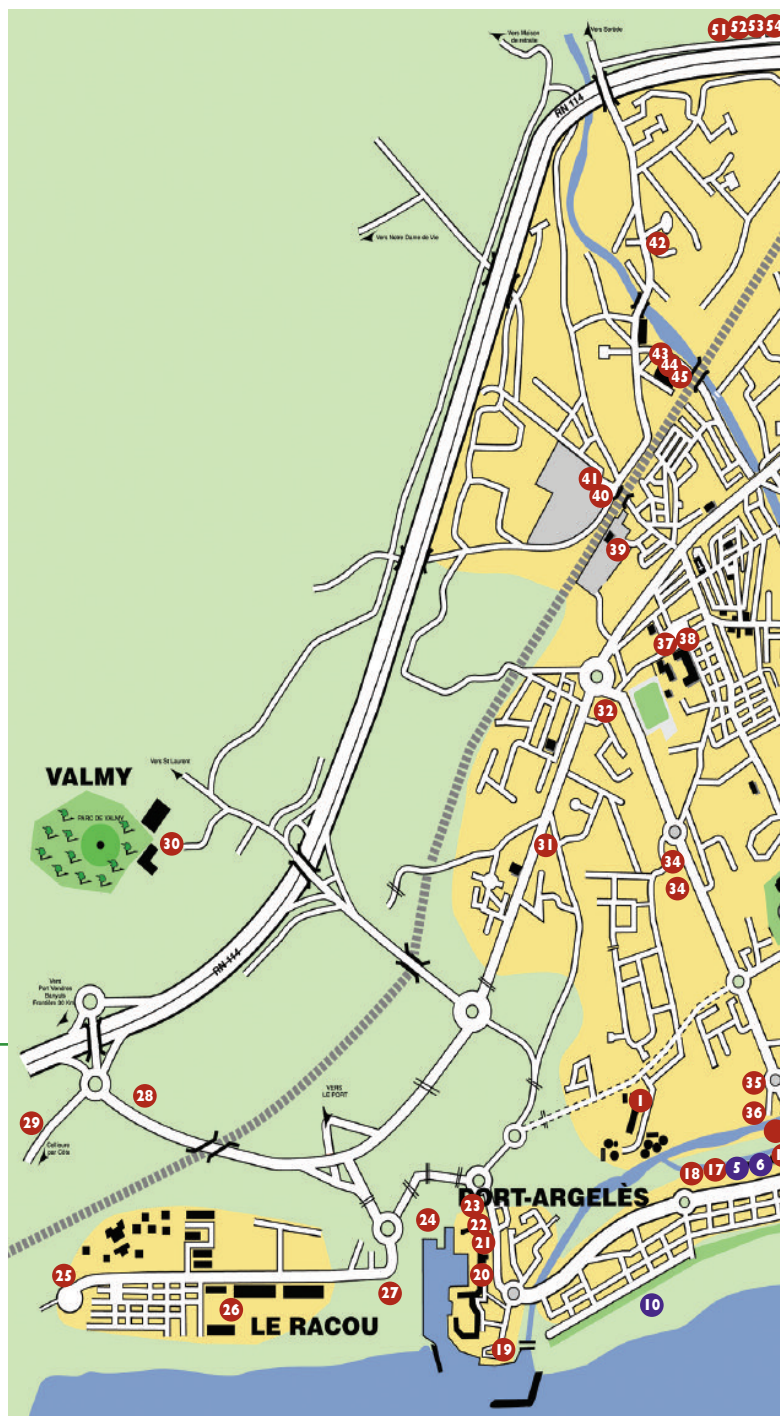 51 52 53 54
Vers Maison
de retraite
Vers Sorède
RN 114
Vers Notre Dame de Vie
42
43
44
45
41
40
39
37 38
32
Vers St Laurent
VALMY
PARC DE VALMY
30
31
34
34
RN 114
Vers
Port Vendres
Banyuls
Frontière 30 Km
28
29
Collioure
par Côte
VERS
LE PORT
1
35
36
18 17 5 6
PORT-ARGELÈS
23
24
22
21
20
25
26
27
LE RACOU
10
19